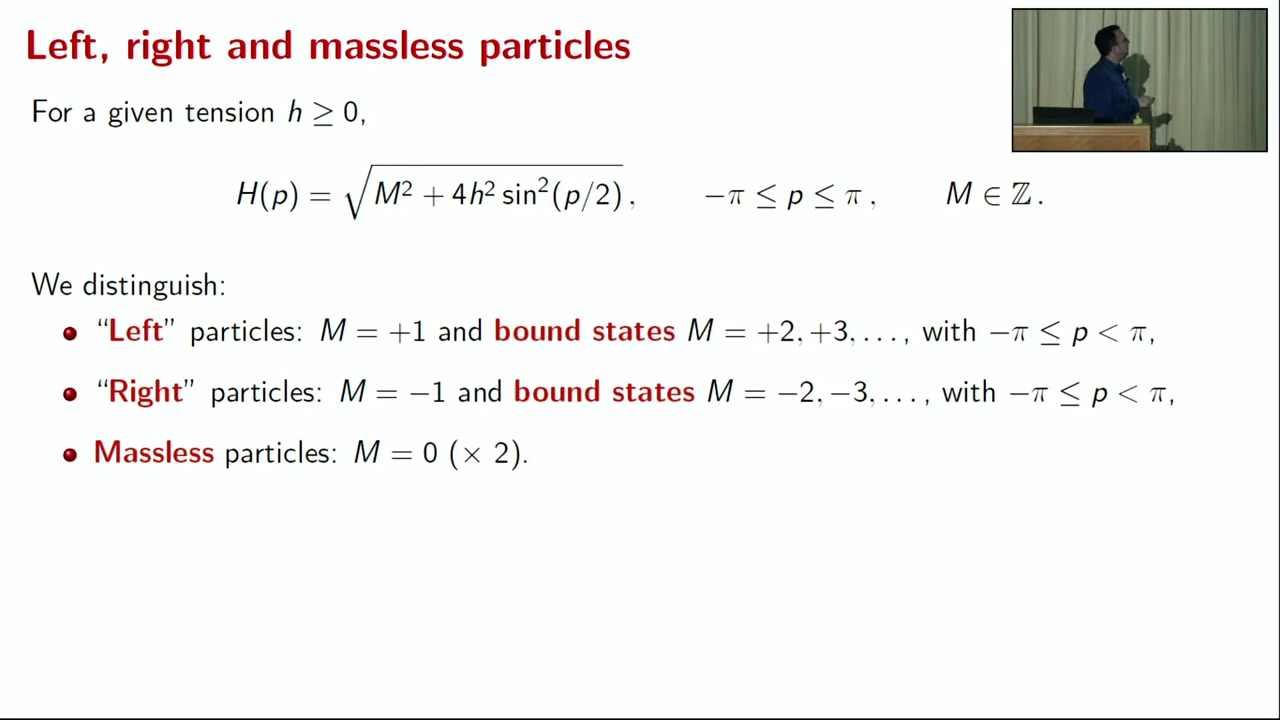 Left, right and massless particles
For a given tension h ≥ 0,
H(p) = √(M² + 4h² sin²(p/2)), −π ≤ p ≤ π, M ∈ ℤ.
We distinguish:
• “Left” particles: M = +1 and bound states M = +2, +3, . . . , with −π ≤ p < π,
• “Right” particles: M = −1 and bound states M = −2, −3, . . . , with −π ≤ p < π,
• Massless particles: M = 0 (× 2).